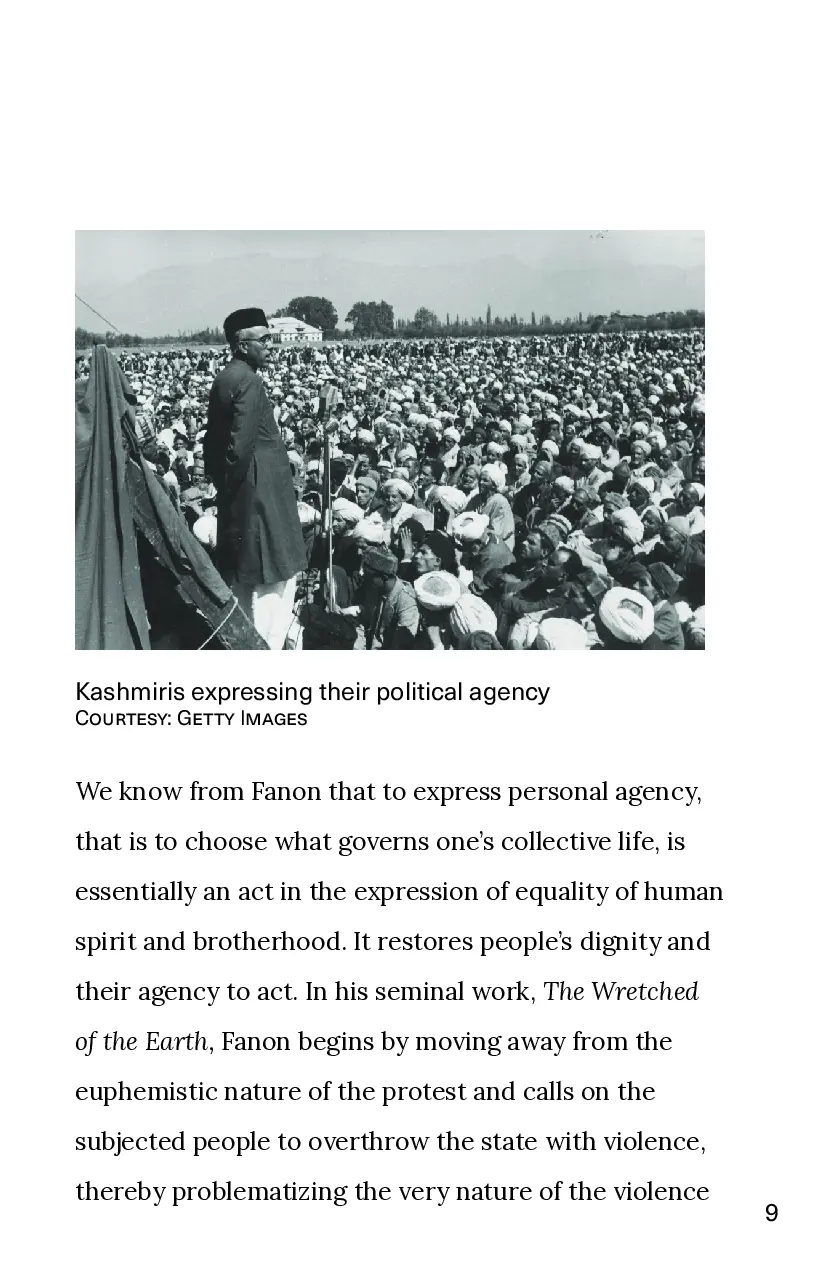 Kashmiris expressing their political agency
Courtesy: Getty Images
We know from Fanon that to express personal agency,
that is to choose what governs one’s collective life, is
essentially an act in the expression of equality of human
spirit and brotherhood. It restores people’s dignity and
their agency to act. In his seminal work, The Wretched
of the Earth, Fanon begins by moving away from the
euphemistic nature of the protest and calls on the
subjected people to overthrow the state with violence,
thereby problematizing the very nature of the violence
9